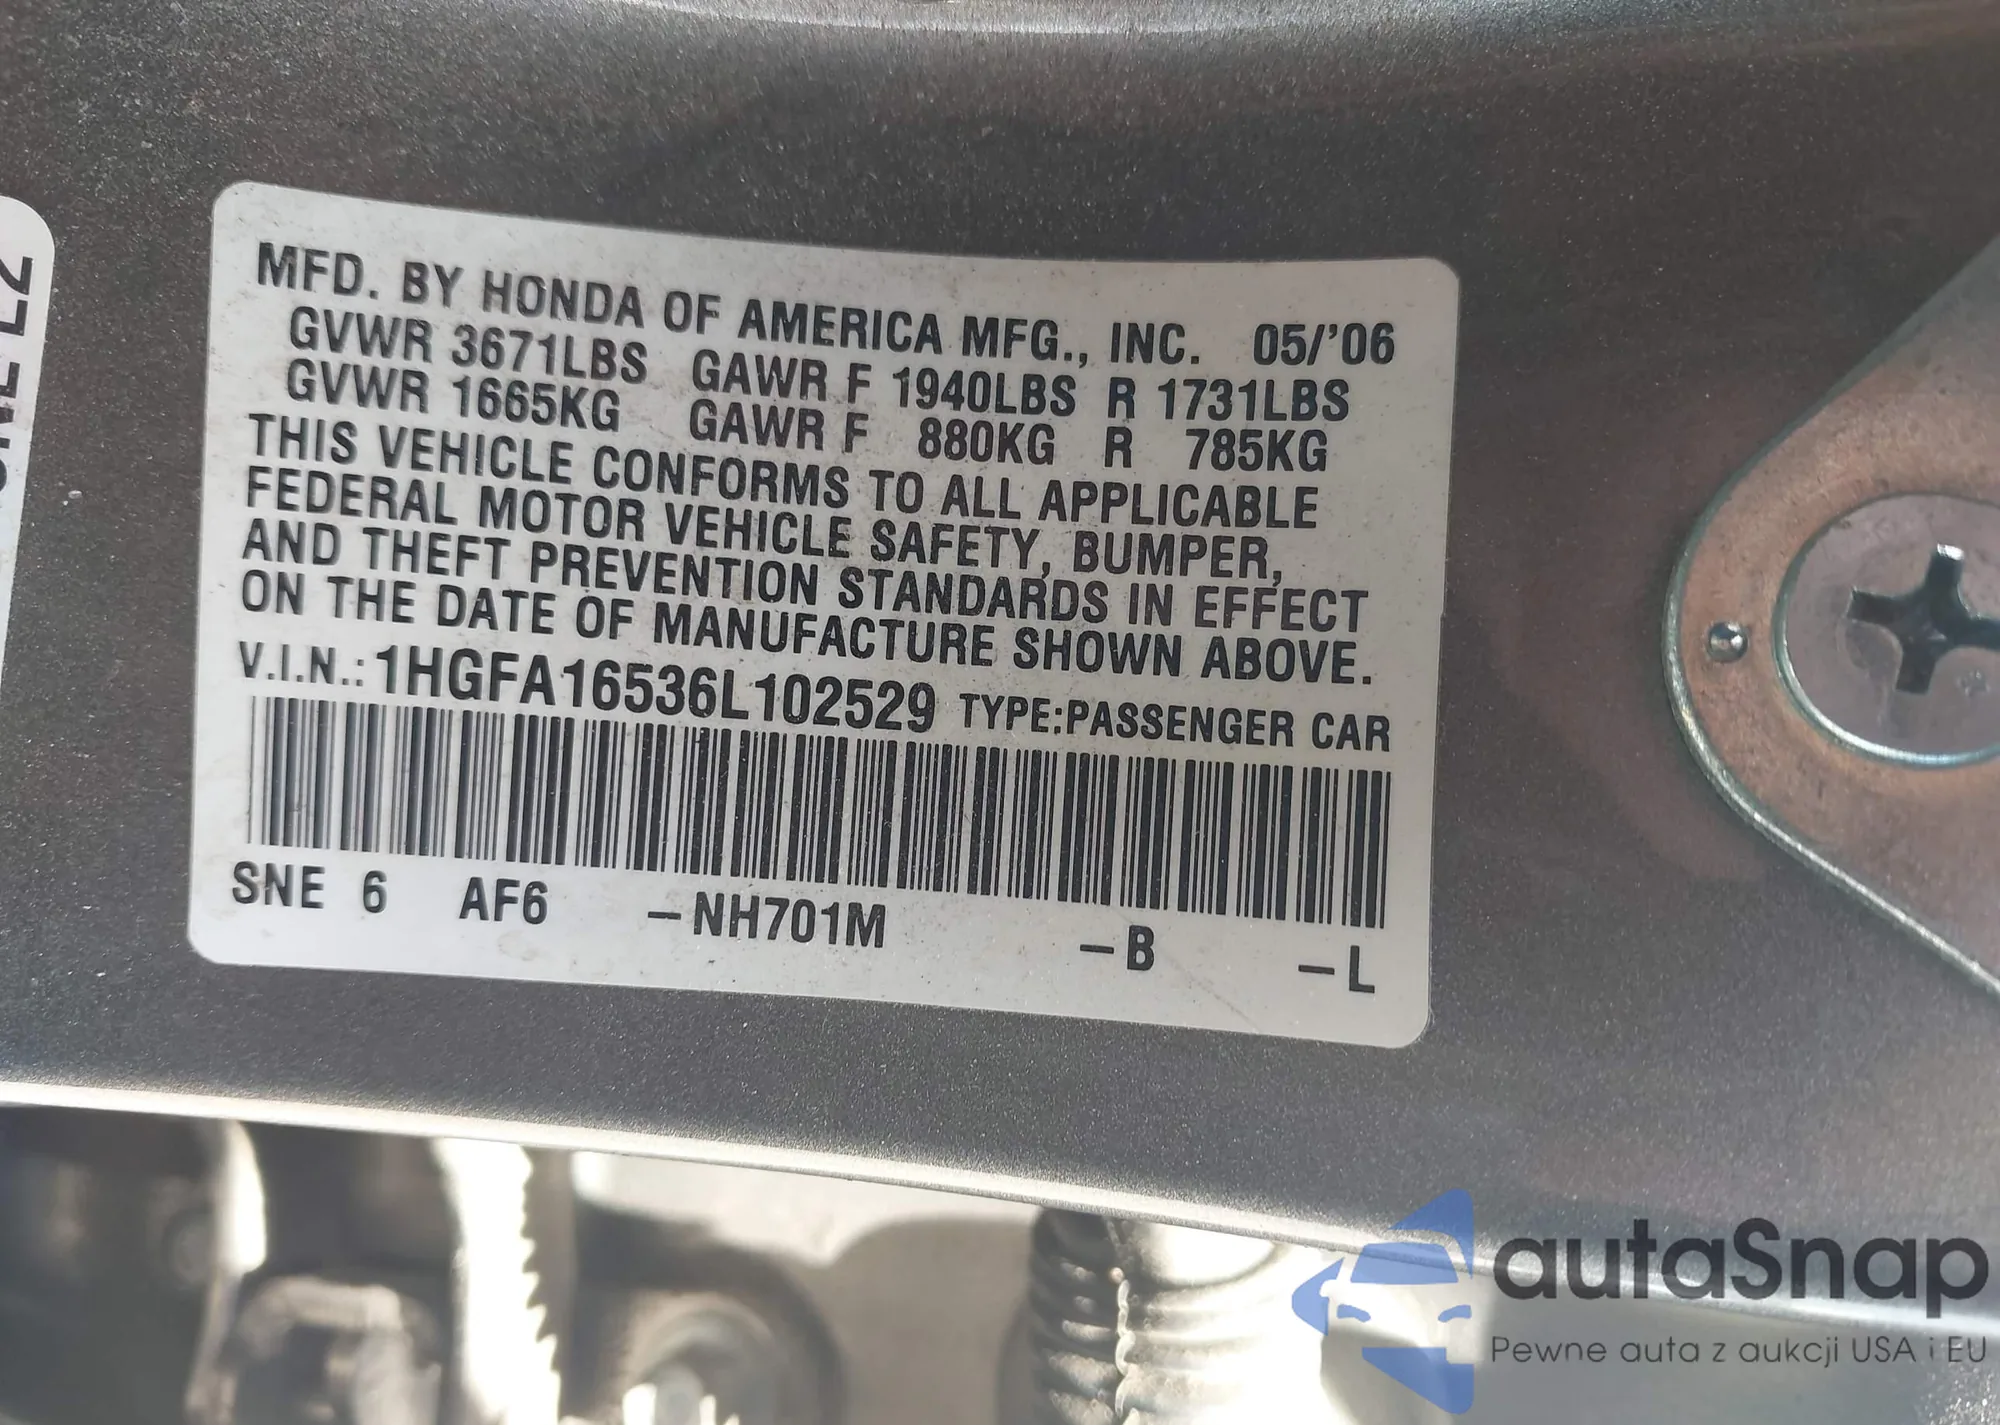 MFD. BY HONDA OF AMERICA MFG., INC. 05/'06
GVWR 3671LBS GAWR F 1940LBS R 1731LBS
GVWR 1665KG GAWR F 880KG R 785KG
THIS VEHICLE CONFORMS TO ALL APPLICABLE
FEDERAL MOTOR VEHICLE SAFETY, BUMPER,
AND THEFT PREVENTION STANDARDS IN EFFECT
ON THE DATE OF MANUFACTURE SHOWN ABOVE.
V.I.N.: 1HGFA16536L102529 TYPE:PASSENGER CAR
SNE 6 AF6 –NH701M –B –L
autaSnap
Pewne auta z aukcji USA i EU